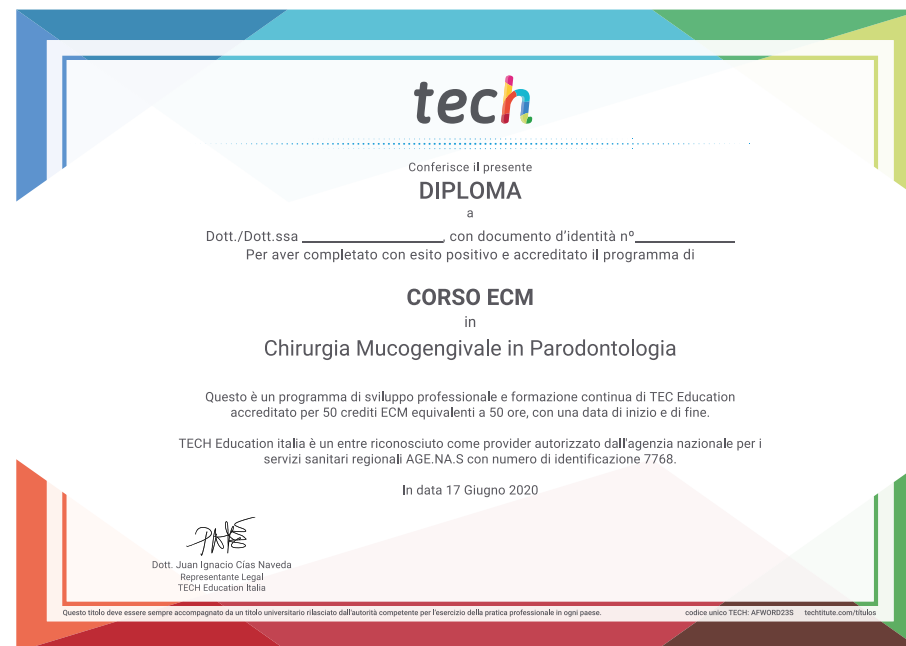 tech
Conferisce il presente
DIPLOMA
a
Dott./Dott.ssa ________________, con documento d'identità nº____________
Per aver completato con esito positivo e accreditato il programma di
CORSO ECM
in
Chirurgia Mucogengivale in Parodontologia
Questo è un programma di sviluppo professionale e formazione continua di TEC Education
accreditato per 50 crediti ECM equivalenti a 50 ore, con una data di inizio e di fine.
TECH Education italia è un entre riconosciuto come provider autorizzato dall'agenzia nazionale per i
servizi sanitari regionali AGE.NA.S con numero di identificazione 7768.
In data 17 Giugno 2020
Dott. Juan Ignacio Cías Naveda
Representante Legal
TECH Education Italia
Questo titolo deve essere sempre accompagnato da un titolo universitario rilasciato dall'autorità competente per l'esercizio della pratica professionale in ogni paese.
codice unico TECH: AFWORD23S techtitute.com/titulos